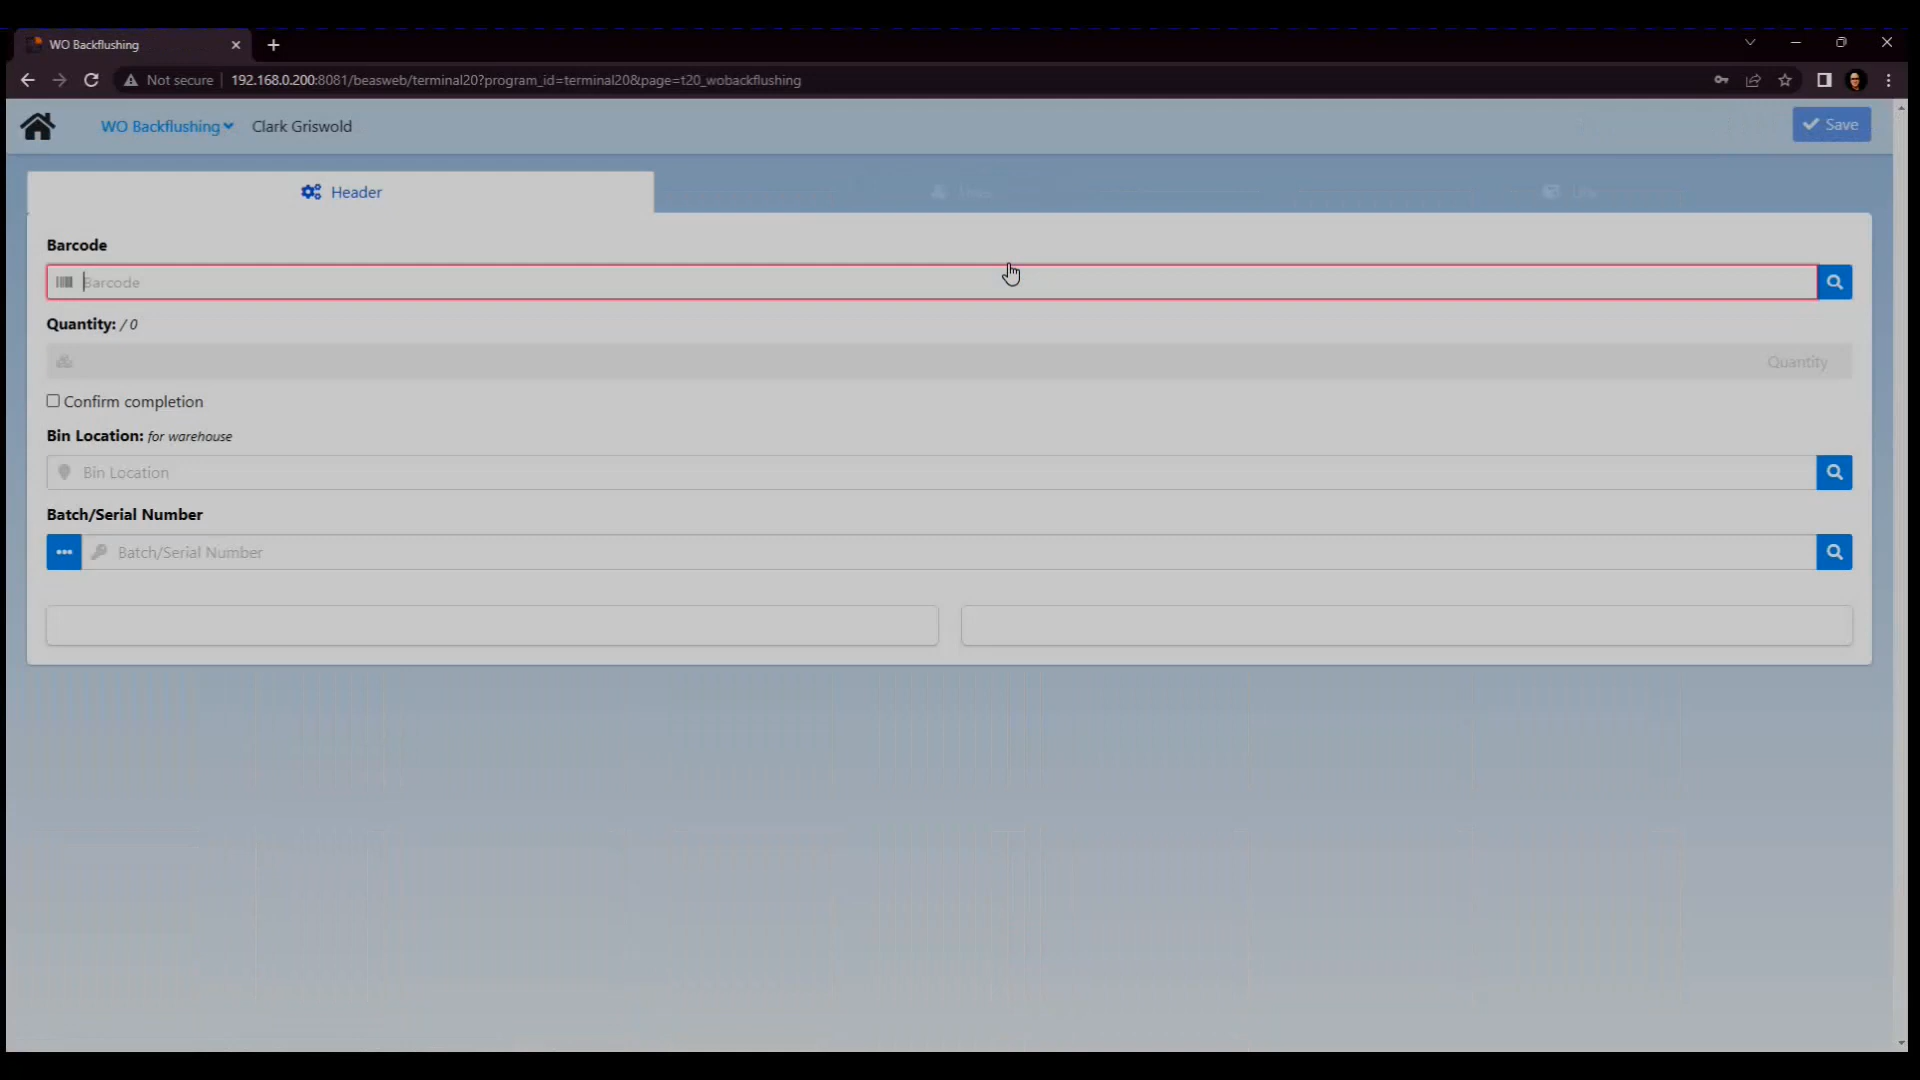 WO Backflushing
Not secure 192.168.0.200:8081/beasweb/terminal20?program_id=terminal20&page=t20_wobackflushing
WO Backflushing Clark Griswold Save
Header
Barcode
Barcode
Quantity: / 0
Quantity
Confirm completion
Bin Location: for warehouse
Bin Location
Batch/Serial Number
Batch/Serial Number